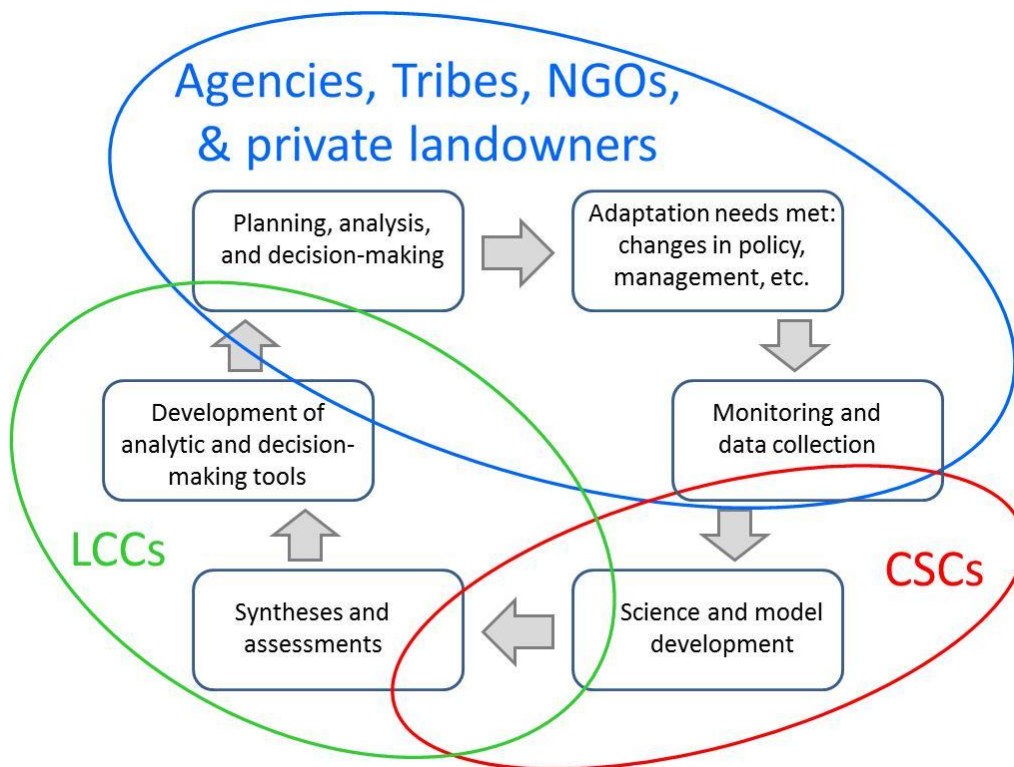 Agencies, Tribes, NGOs,
& private landowners
Planning, analysis,
and decision-making
Adaptation needs met:
changes in policy,
management, etc.
Development of
analytic and decision-
making tools
Monitoring and
data collection
LCCs
CSCs
Syntheses and
assessments
Science and model
development